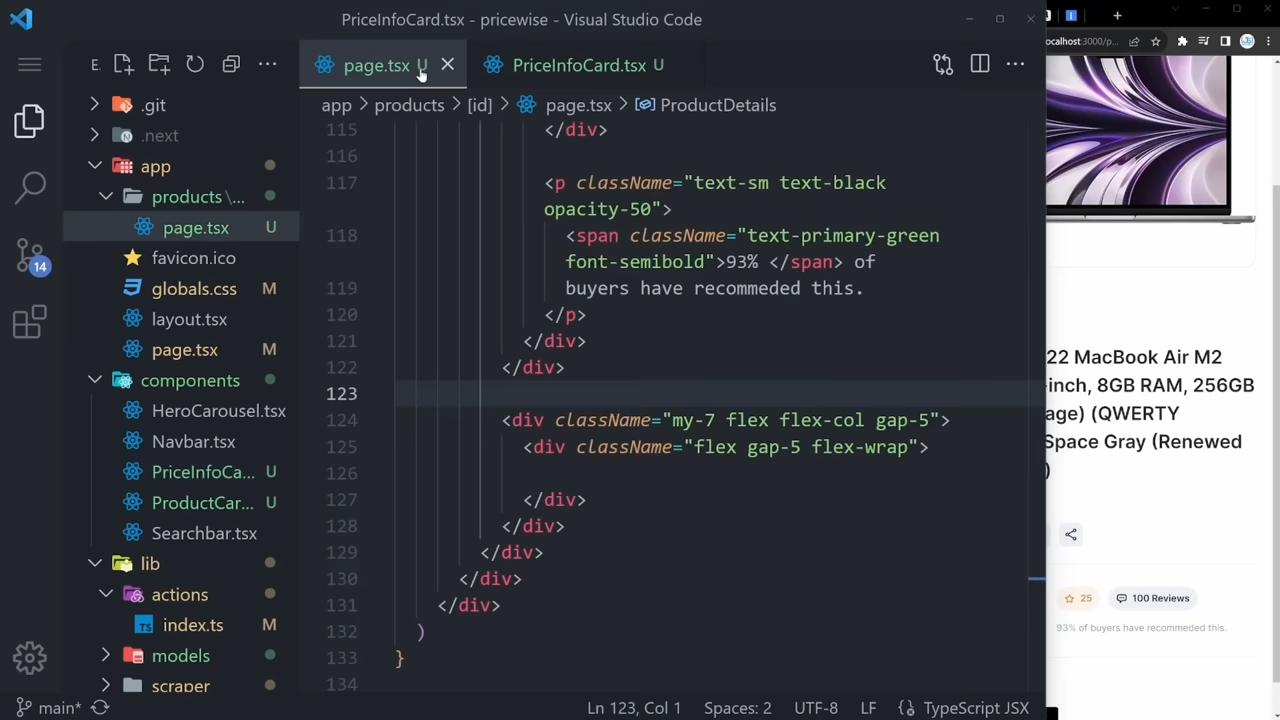 PriceInfoCard.tsx - pricewise - Visual Studio Code
E.
page.tsx U
PriceInfoCard.tsx U
app > products > [id] > page.tsx > ProductDetails
.git
.next
app
products\...
page.tsx U
favicon.ico
globals.css M
layout.tsx
page.tsx M
components
HeroCarousel.tsx
Navbar.tsx
PriceInfoCa... U
ProductCar... U
Searchbar.tsx
lib
actions
index.ts M
models
scraper
14
115 </div>
116
117 <p className="text-sm text-black
opacity-50">
118 <span className="text-primary-green
font-semibold">93% </span> of
119 buyers have recommeded this.
120 </p>
121 </div>
122 </div>
123
124 <div className="my-7 flex flex-col gap-5">
125 <div className="flex gap-5 flex-wrap">
126
127 </div>
128 </div>
129 </div>
130 </div>
131 </div>
132 )
133 }
134
main*
Ln 123, Col 1
Spaces: 2
UTF-8
LF
TypeScript JSX
localhost:3000/p...
22 MacBook Air M2
-inch, 8GB RAM, 256GB
age) (QWERTY
Space Gray (Renewed
)
25
100 Reviews
93% of buyers have recommeded this.